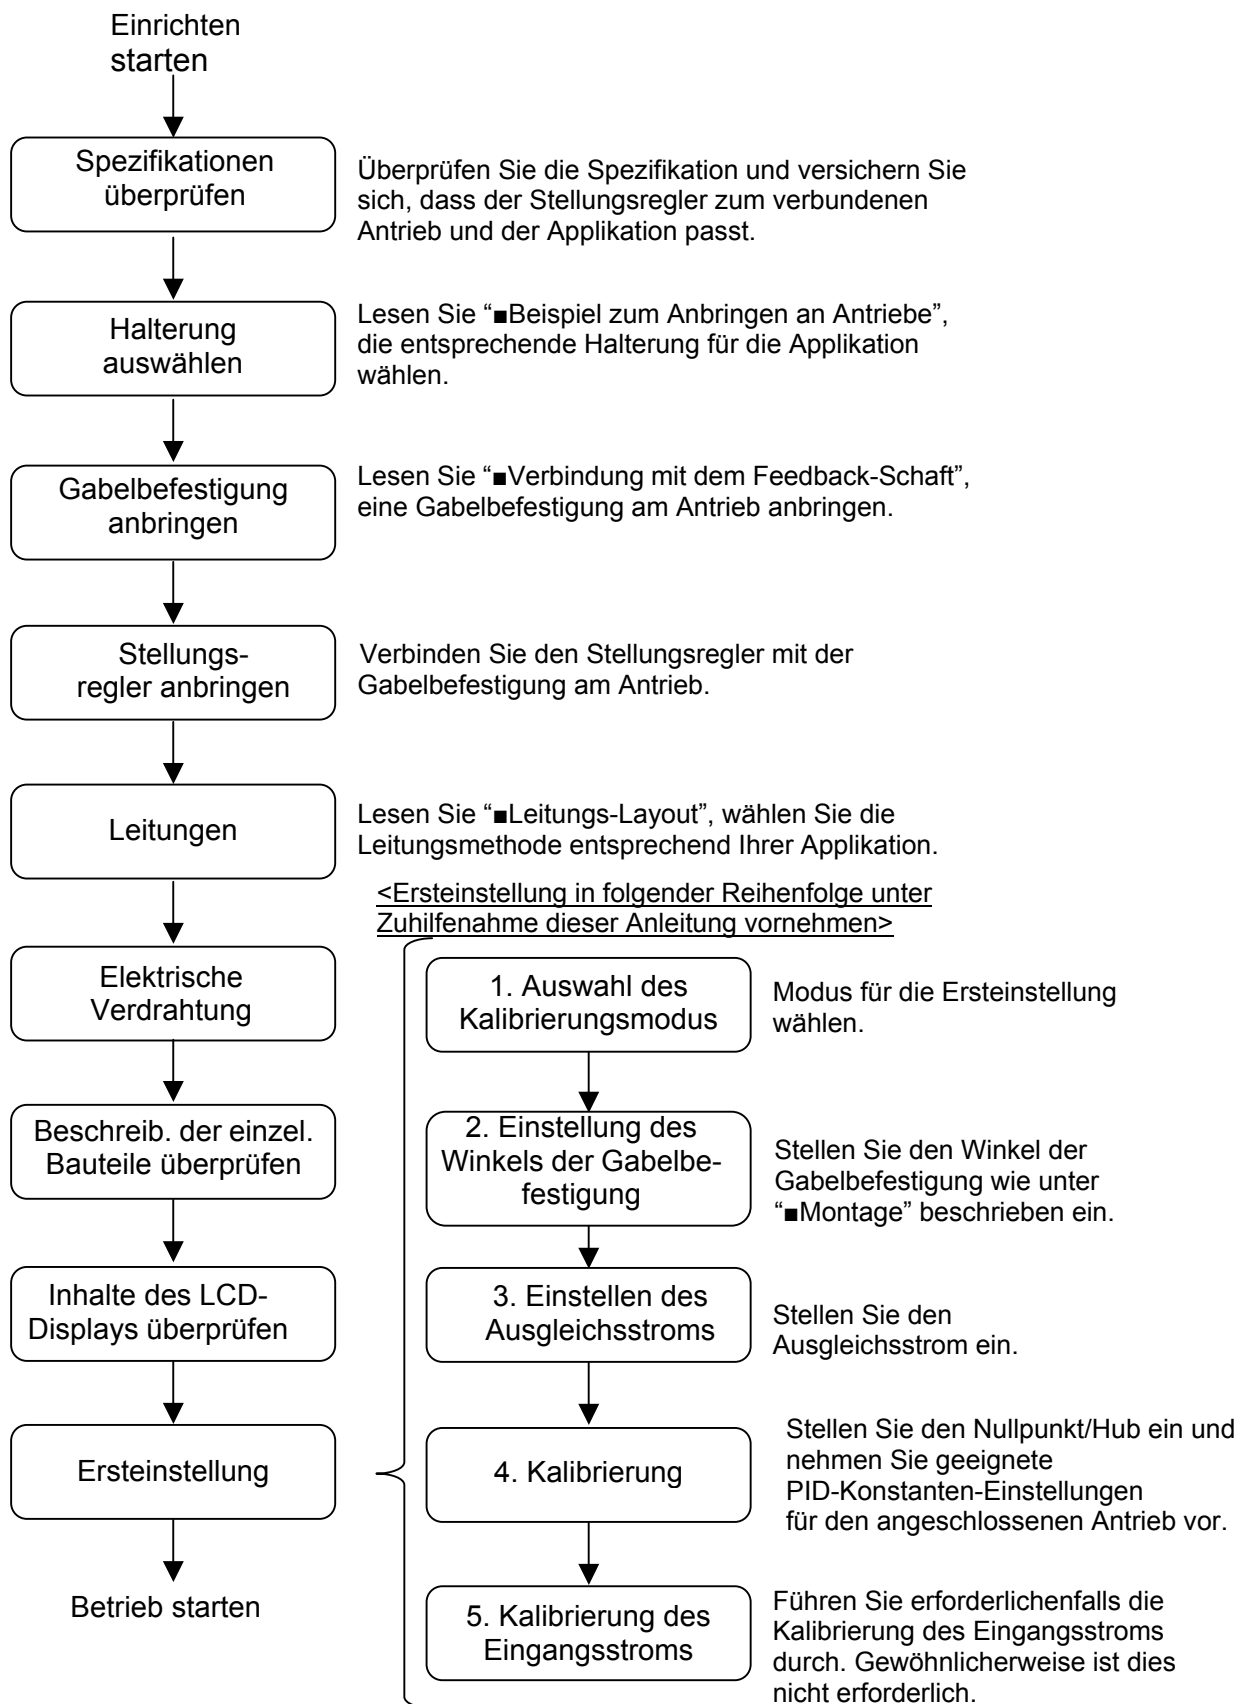 Einrichten
starten
Spezifikationen
überprüfen
Überprüfen Sie die Spezifikation und versichern Sie
sich, dass der Stellungsregler zum verbundenen
Antrieb und der Applikation passt.
Halterung
auswählen
Lesen Sie “■Beispiel zum Anbringen an Antriebe”,
die entsprechende Halterung für die Applikation
wählen.
Gabelbefestigung
anbringen
Lesen Sie “■Verbindung mit dem Feedback-Schaft”,
eine Gabelbefestigung am Antrieb anbringen.
Stellungs-
regler anbringen
Verbinden Sie den Stellungsregler mit der
Gabelbefestigung am Antrieb.
Leitungen
Lesen Sie “■Leitungs-Layout”, wählen Sie die
Leitungsmethode entsprechend Ihrer Applikation.
Elektrische
Verdrahtung
Beschreib. der einzel.
Bauteile überprüfen
Inhalte des LCD-
Displays überprüfen
Ersteinstellung
Betrieb starten
<Ersteinstellung in folgender Reihenfolge unter
Zuhilfenahme dieser Anleitung vornehmen>
1. Auswahl des
Kalibrierungsmodus
Modus für die Ersteinstellung
wählen.
2. Einstellung des
Winkels der Gabelbe-
festigung
Stellen Sie den Winkel der
Gabelbefestigung wie unter
“■Montage” beschrieben ein.
3. Einstellen des
Ausgleichsstroms
Stellen Sie den
Ausgleichsstrom ein.
4. Kalibrierung
Stellen Sie den Nullpunkt/Hub ein und
nehmen Sie geeignete
PID-Konstanten-Einstellungen
für den angeschlossenen Antrieb vor.
5. Kalibrierung des
Eingangsstroms
Führen Sie erforderlichenfalls die
Kalibrierung des Eingangsstroms
durch. Gewöhnlicherweise ist dies
nicht erforderlich.